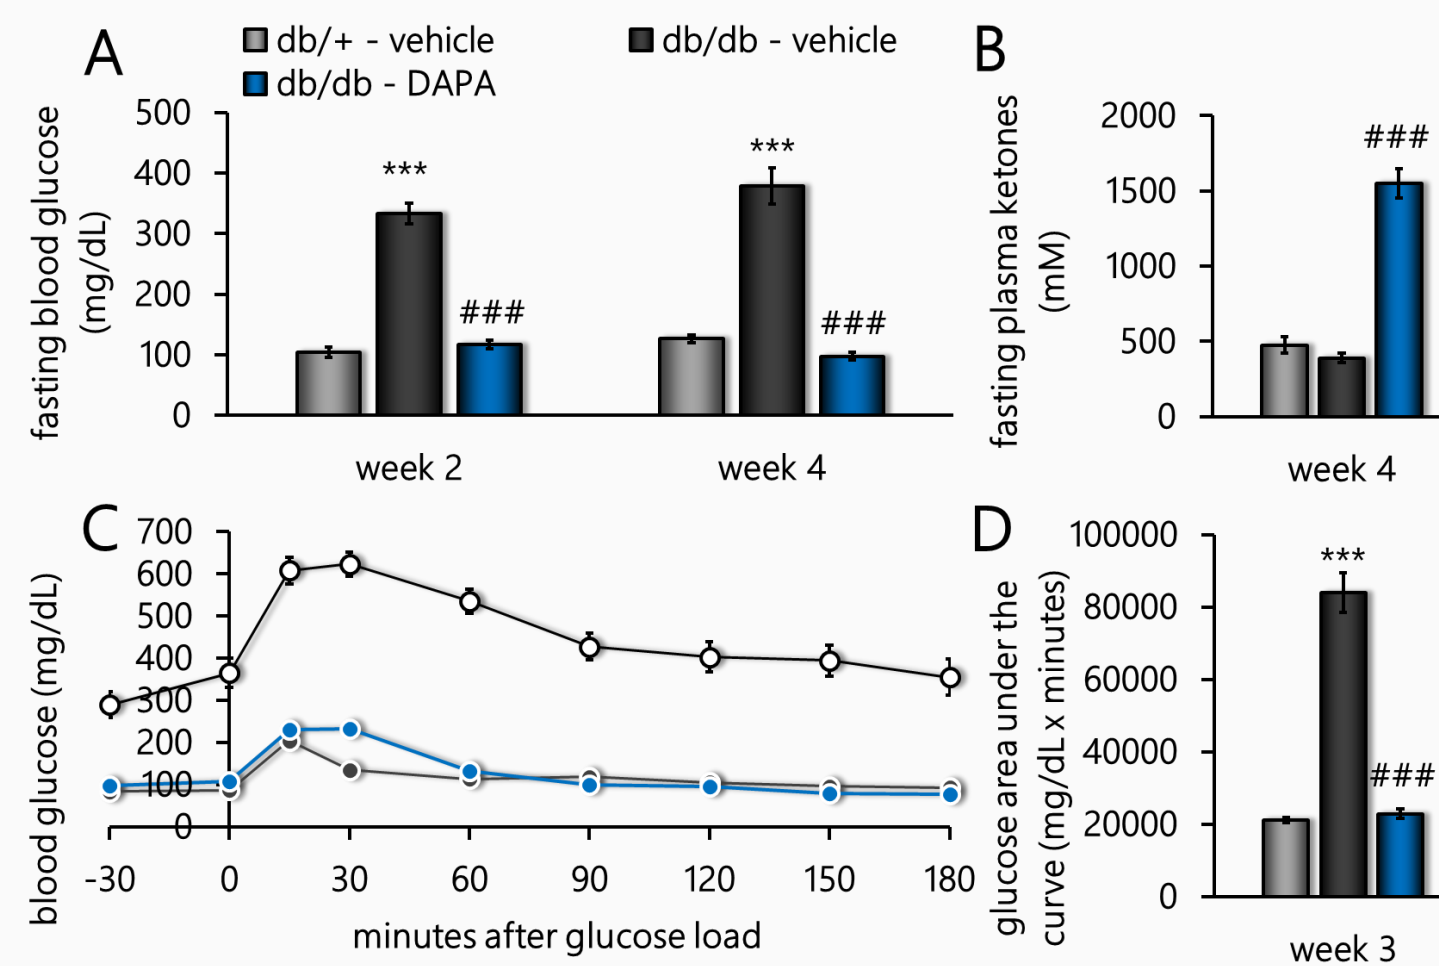 A
db/+ - vehicle
db/db - vehicle
db/db - DAPA
fasting blood glucose
(mg/dL)
500
400
300
200
100
0
***
###
***
###
week 2
week 4
B
fasting plasma ketones
(mM)
2000
1500
1000
500
0
###
week 4
C
blood glucose (mg/dL)
700
600
500
400
300
200
100
0
-30
0
30
60
90
120
150
180
minutes after glucose load
D
glucose area under the
curve (mg/dL x minutes)
100000
80000
60000
40000
20000
0
***
###
week 3